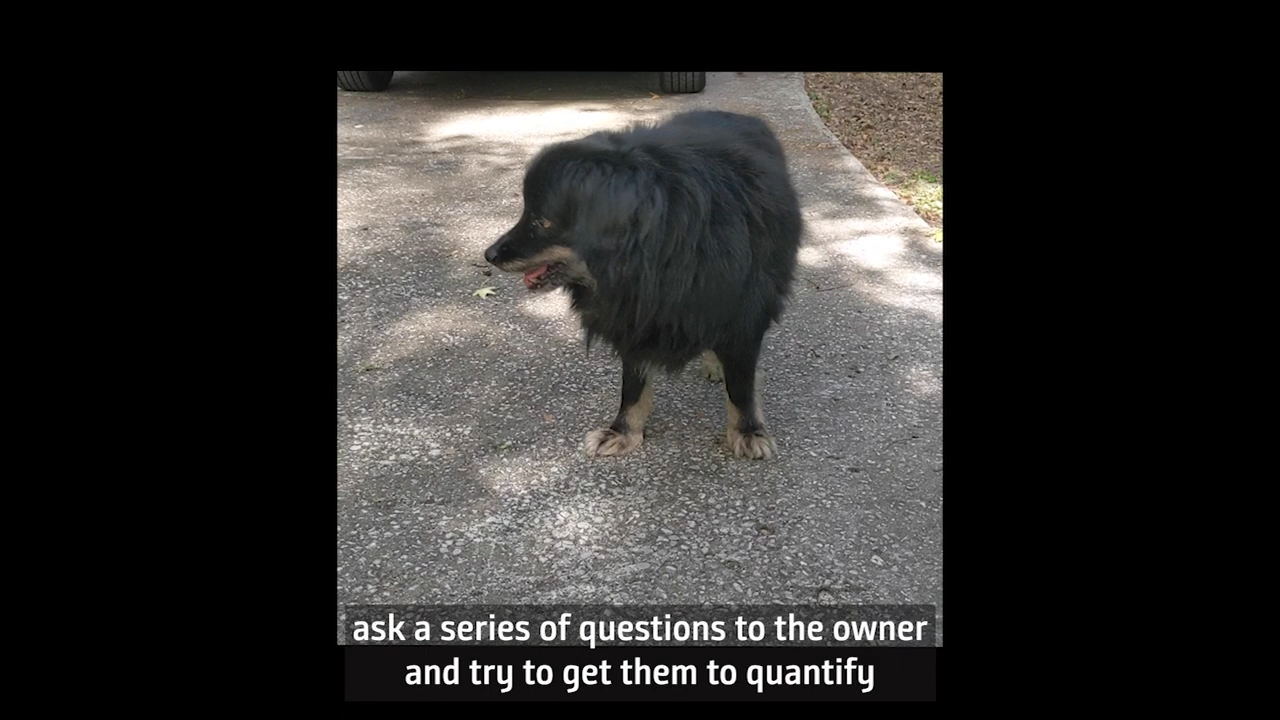 ask a series of questions to the owner
and try to get them to quantify